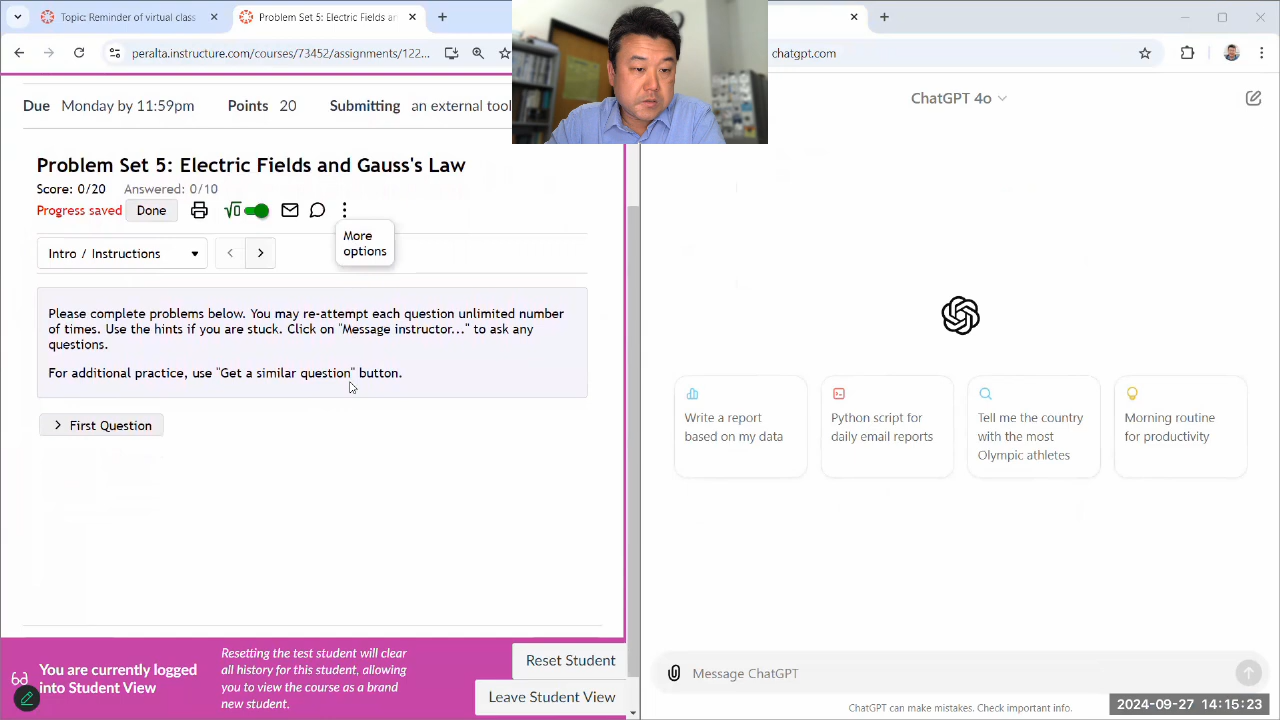 Topic: Reminder of virtual class
Problem Set 5: Electric Fields and
peralta.instructure.com/courses/73452/assignments/122...
chatgpt.com
Due Monday by 11:59pm Points 20 Submitting an external tool
Problem Set 5: Electric Fields and Gauss's Law
Score: 0/20 Answered: 0/10
Progress saved Done √0
More
options
Intro / Instructions
Please complete problems below. You may re-attempt each question unlimited number
of times. Use the hints if you are stuck. Click on "Message instructor..." to ask any
questions.
For additional practice, use "Get a similar question" button.
> First Question
You are currently logged
into Student View
Resetting the test student will clear
all history for this student, allowing
you to view the course as a brand
new student.
Reset Student
Leave Student View
ChatGPT 4o
Write a report
based on my data
Python script for
daily email reports
Tell me the country
with the most
Olympic athletes
Morning routine
for productivity
Message ChatGPT
ChatGPT can make mistakes. Check important info.
2024-09-27 14:15:23